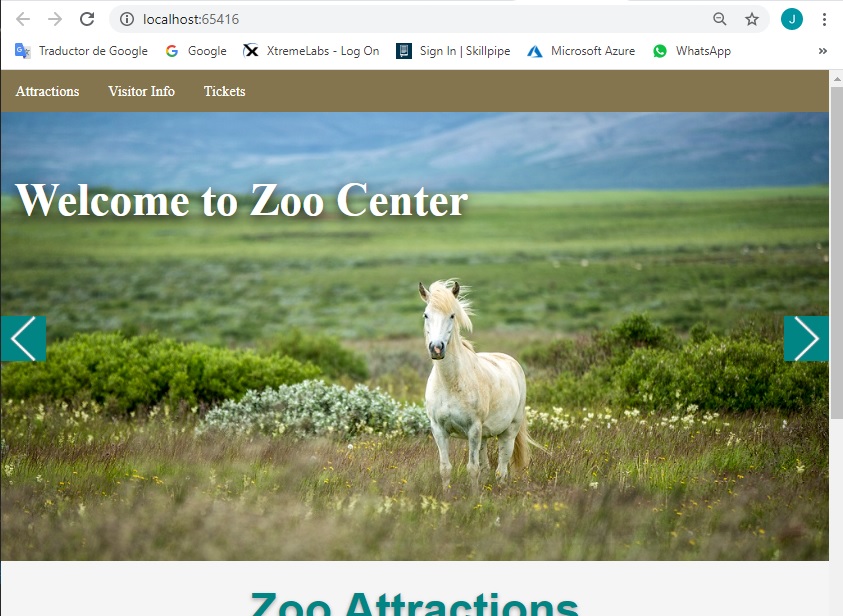 localhost:65416
J
Traductor de Google Google XtremeLabs - Log On Sign In | Skillpipe Microsoft Azure WhatsApp »
Attractions Visitor Info Tickets
Welcome to Zoo Center
Zoo Attractions